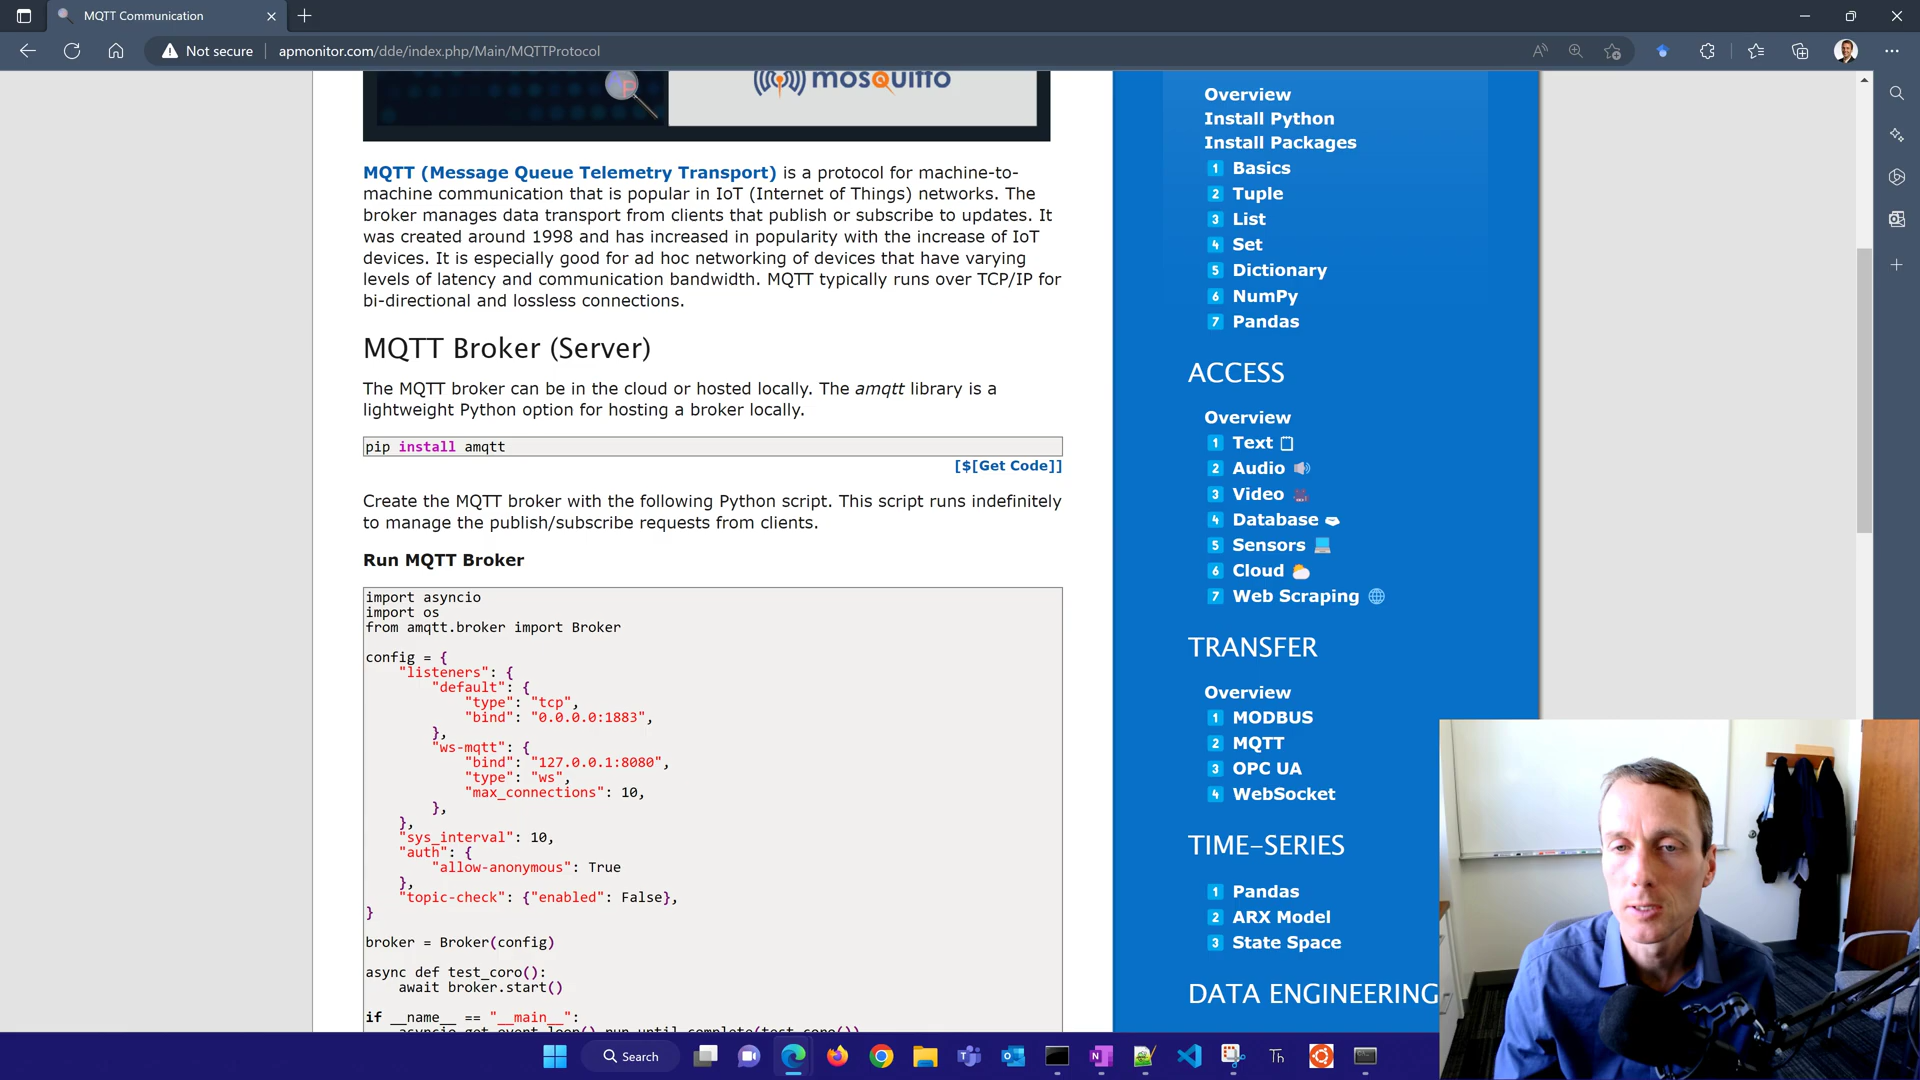 MQTT Communication
Not secure
apmonitor.com/dde/index.php/Main/MQTTProtocol
mosquitto
MQTT (Message Queue Telemetry Transport) is a protocol for machine-to-
machine communication that is popular in IoT (Internet of Things) networks. The
broker manages data transport from clients that publish or subscribe to updates. It
was created around 1998 and has increased in popularity with the increase of IoT
devices. It is especially good for ad hoc networking of devices that have varying
levels of latency and communication bandwidth. MQTT typically runs over TCP/IP for
bi-directional and lossless connections.
MQTT Broker (Server)
The MQTT broker can be in the cloud or hosted locally. The amqtt library is a
lightweight Python option for hosting a broker locally.
pip install amqtt
[$[Get Code]]
Create the MQTT broker with the following Python script. This script runs indefinitely
to manage the publish/subscribe requests from clients.
Run MQTT Broker
import asyncio
import os
from amqtt.broker import Broker
config = {
"listeners": {
"default": {
"type": "tcp",
"bind": "0.0.0.0:1883",
},
"ws-mqtt": {
"bind": "127.0.0.1:8080",
"type": "ws",
"max_connections": 10,
},
},
"sys_interval": 10,
"auth": {
"allow-anonymous": True
},
"topic-check": {"enabled": False},
}
broker = Broker(config)
async def test_coro():
await broker.start()
if __name__ == "__main__":
asyncio.get_event_loop().run_until_complete(test_coro())
Overview
Install Python
Install Packages
1 Basics
2 Tuple
3 List
4 Set
5 Dictionary
6 NumPy
7 Pandas
ACCESS
Overview
1 Text
2 Audio
3 Video
4 Database
5 Sensors
6 Cloud
7 Web Scraping
TRANSFER
Overview
1 MODBUS
2 MQTT
3 OPC UA
4 WebSocket
TIME-SERIES
1 Pandas
2 ARX Model
3 State Space
DATA ENGINEERING
Search
Th